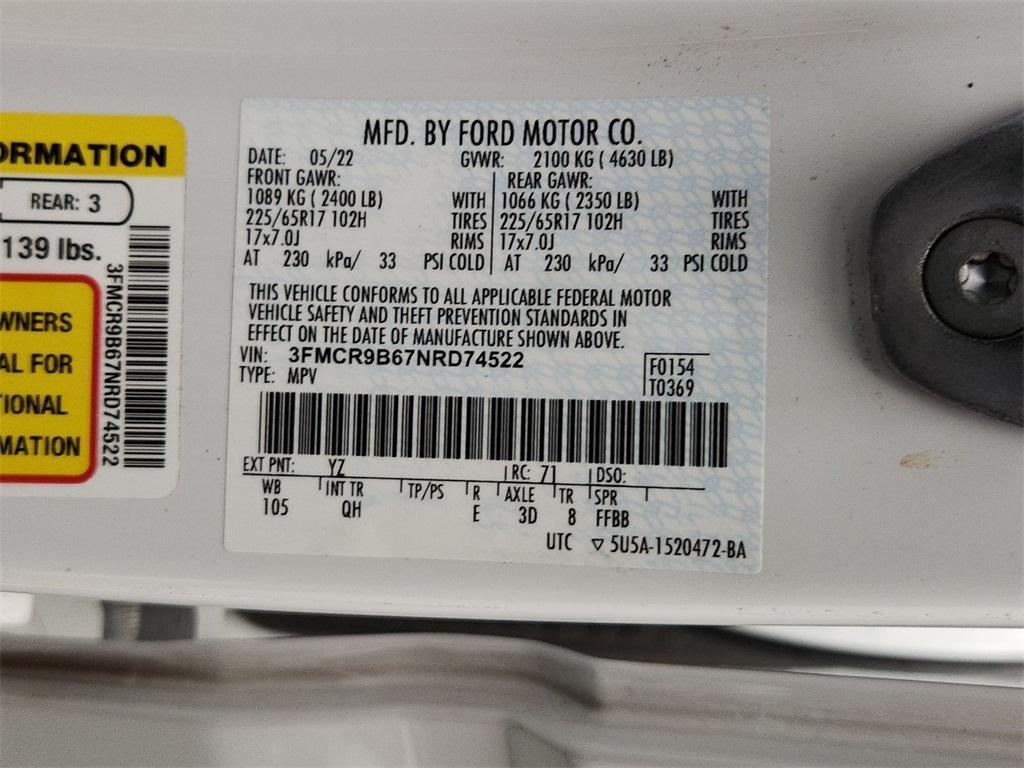 ORMATION
REAR: 3
139 lbs.
3FMCR9B67NRD74522
WNERS
AL FOR
TIONAL
MATION
MFD. BY FORD MOTOR CO.
DATE: 05/22 GVWR: 2100 KG ( 4630 LB)
FRONT GAWR: REAR GAWR:
1089 KG ( 2400 LB) WITH 1066 KG ( 2350 LB) WITH
225/65R17 102H TIRES 225/65R17 102H TIRES
17x7.0J RIMS 17x7.0J RIMS
AT 230 kPa/ 33 PSI COLD AT 230 kPa/ 33 PSI COLD
THIS VEHICLE CONFORMS TO ALL APPLICABLE FEDERAL MOTOR
VEHICLE SAFETY AND THEFT PREVENTION STANDARDS IN
EFFECT ON THE DATE OF MANUFACTURE SHOWN ABOVE.
VIN: 3FMCR9B67NRD74522
TYPE: MPV
F0154
T0369
EXT PNT: YZ RC: 71 DSO:
WB INT TR TP/PS R AXLE TR SPR
105 QH E 3D 8 FFBB
UTC ▽ 5U5A-1520472-BA